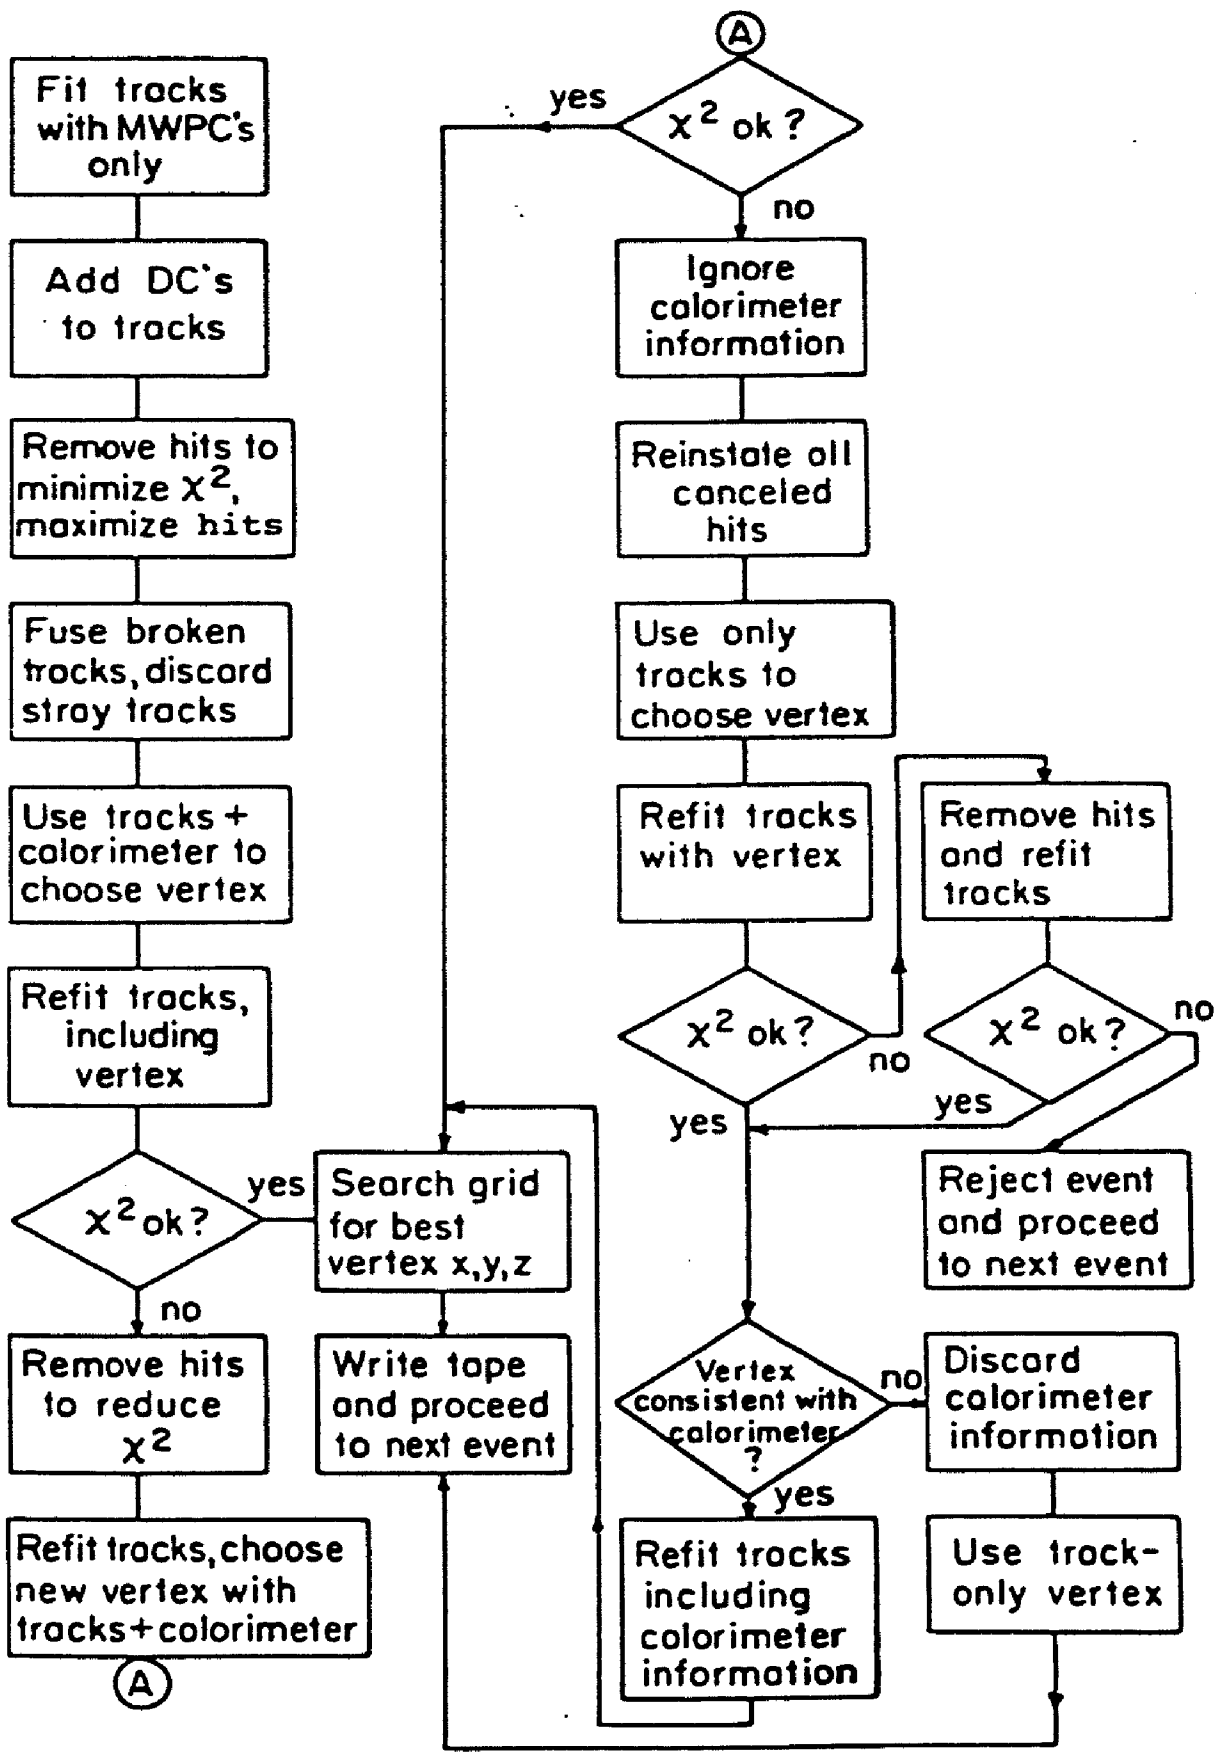 Fit tracks
with MWPC's
only
Add DC's
to tracks
Remove hits to
minimize χ²,
maximize hits
Fuse broken
tracks, discard
stray tracks
Use tracks +
calorimeter to
choose vertex
Refit tracks,
including
vertex
χ² ok?
yes
no
Remove hits
to reduce
χ²
Refit tracks, choose
new vertex with
tracks+calorimeter
A
Search grid
for best
vertex x,y,z
Write tape
and proceed
to next event
A
χ² ok?
yes
no
Ignore
calorimeter
information
Reinstate all
canceled
hits
Use only
tracks to
choose vertex
Refit tracks
with vertex
χ² ok?
no
yes
Remove hits
and refit
tracks
χ² ok?
no
yes
Reject event
and proceed
to next event
Vertex
consistent with
calorimeter
?
no
yes
Discard
calorimeter
information
Use track-
only vertex
Refit tracks
including
calorimeter
information